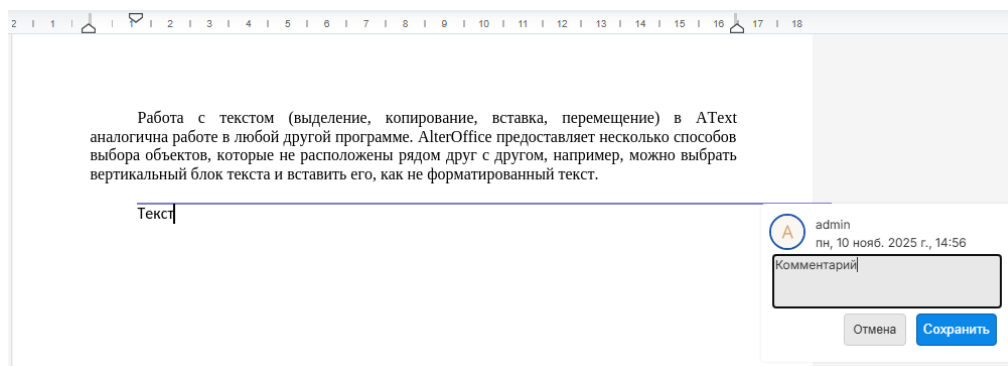 2 1 1 1 2 3 4 5 6 7 8 9 10 11 12 13 14 15 16 17 18
Работа с текстом (выделение, копирование, вставка, перемещение) в AText
аналогична работе в любой другой программе. AlterOffice предоставляет несколько способов
выбора объектов, которые не расположены рядом друг с другом, например, можно выбрать
вертикальный блок текста и вставить его, как не форматированный текст.
Текст
A
admin
пн, 10 нояб. 2025 г., 14:56
Комментарий
Отмена Сохранить